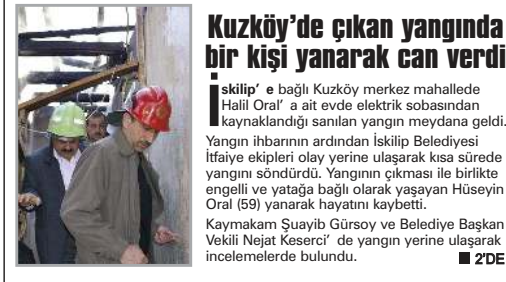 Kuzköy’de çıkan yangında
bir kişi yanarak can verdi
İskilip’ e bağlı Kuzköy merkez mahallede
Halil Oral’ a ait evde elektrik sobasından
kaynaklandığı sanılan yangın meydana geldi.
Yangın ihbarının ardından İskilip Belediyesi
İtfaiye ekipleri olay yerine ulaşarak kısa sürede
yangını söndürdü. Yangının çıkması ile birlikte
engelli ve yatağa bağlı olarak yaşayan Hüseyin
Oral (59) yanarak hayatını kaybetti.
Kaymakam Şuayib Gürsoy ve Belediye Başkan
Vekili Nejat Keserci’ de yangın yerine ulaşarak
incelemelerde bulundu.
■ 2’DE